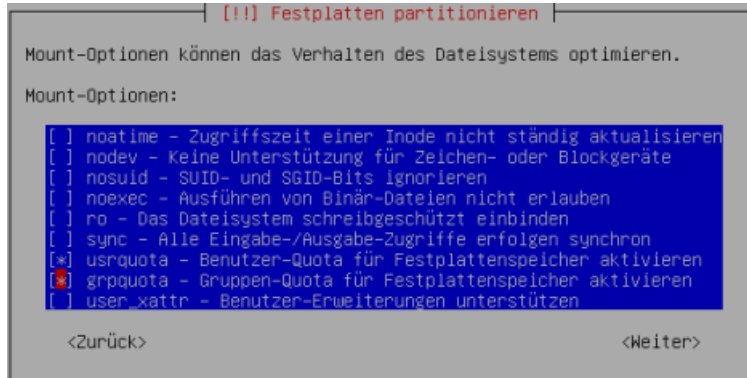 [!!] Festplatten partitionieren
Mount-Optionen können das Verhalten des Dateisystems optimieren.
Mount-Optionen:
[ ] noatime – Zugriffszeit einer Inode nicht ständig aktualisieren
[ ] nodev – Keine Unterstützung für Zeichen- oder Blockgeräte
[ ] nosuid – SUID- und SGID-Bits ignorieren
[ ] noexec – Ausführen von Binär-Dateien nicht erlauben
[ ] ro – Das Dateisystem schreibgeschützt einbinden
[ ] sync – Alle Eingabe-/Ausgabe-Zugriffe erfolgen synchron
[*] usrquota – Benutzer-Quota für Festplattenspeicher aktivieren
[*] grpquota – Gruppen-Quota für Festplattenspeicher aktivieren
[ ] user_xattr – Benutzer-Erweiterungen unterstützen
<Zurück> <Weiter>